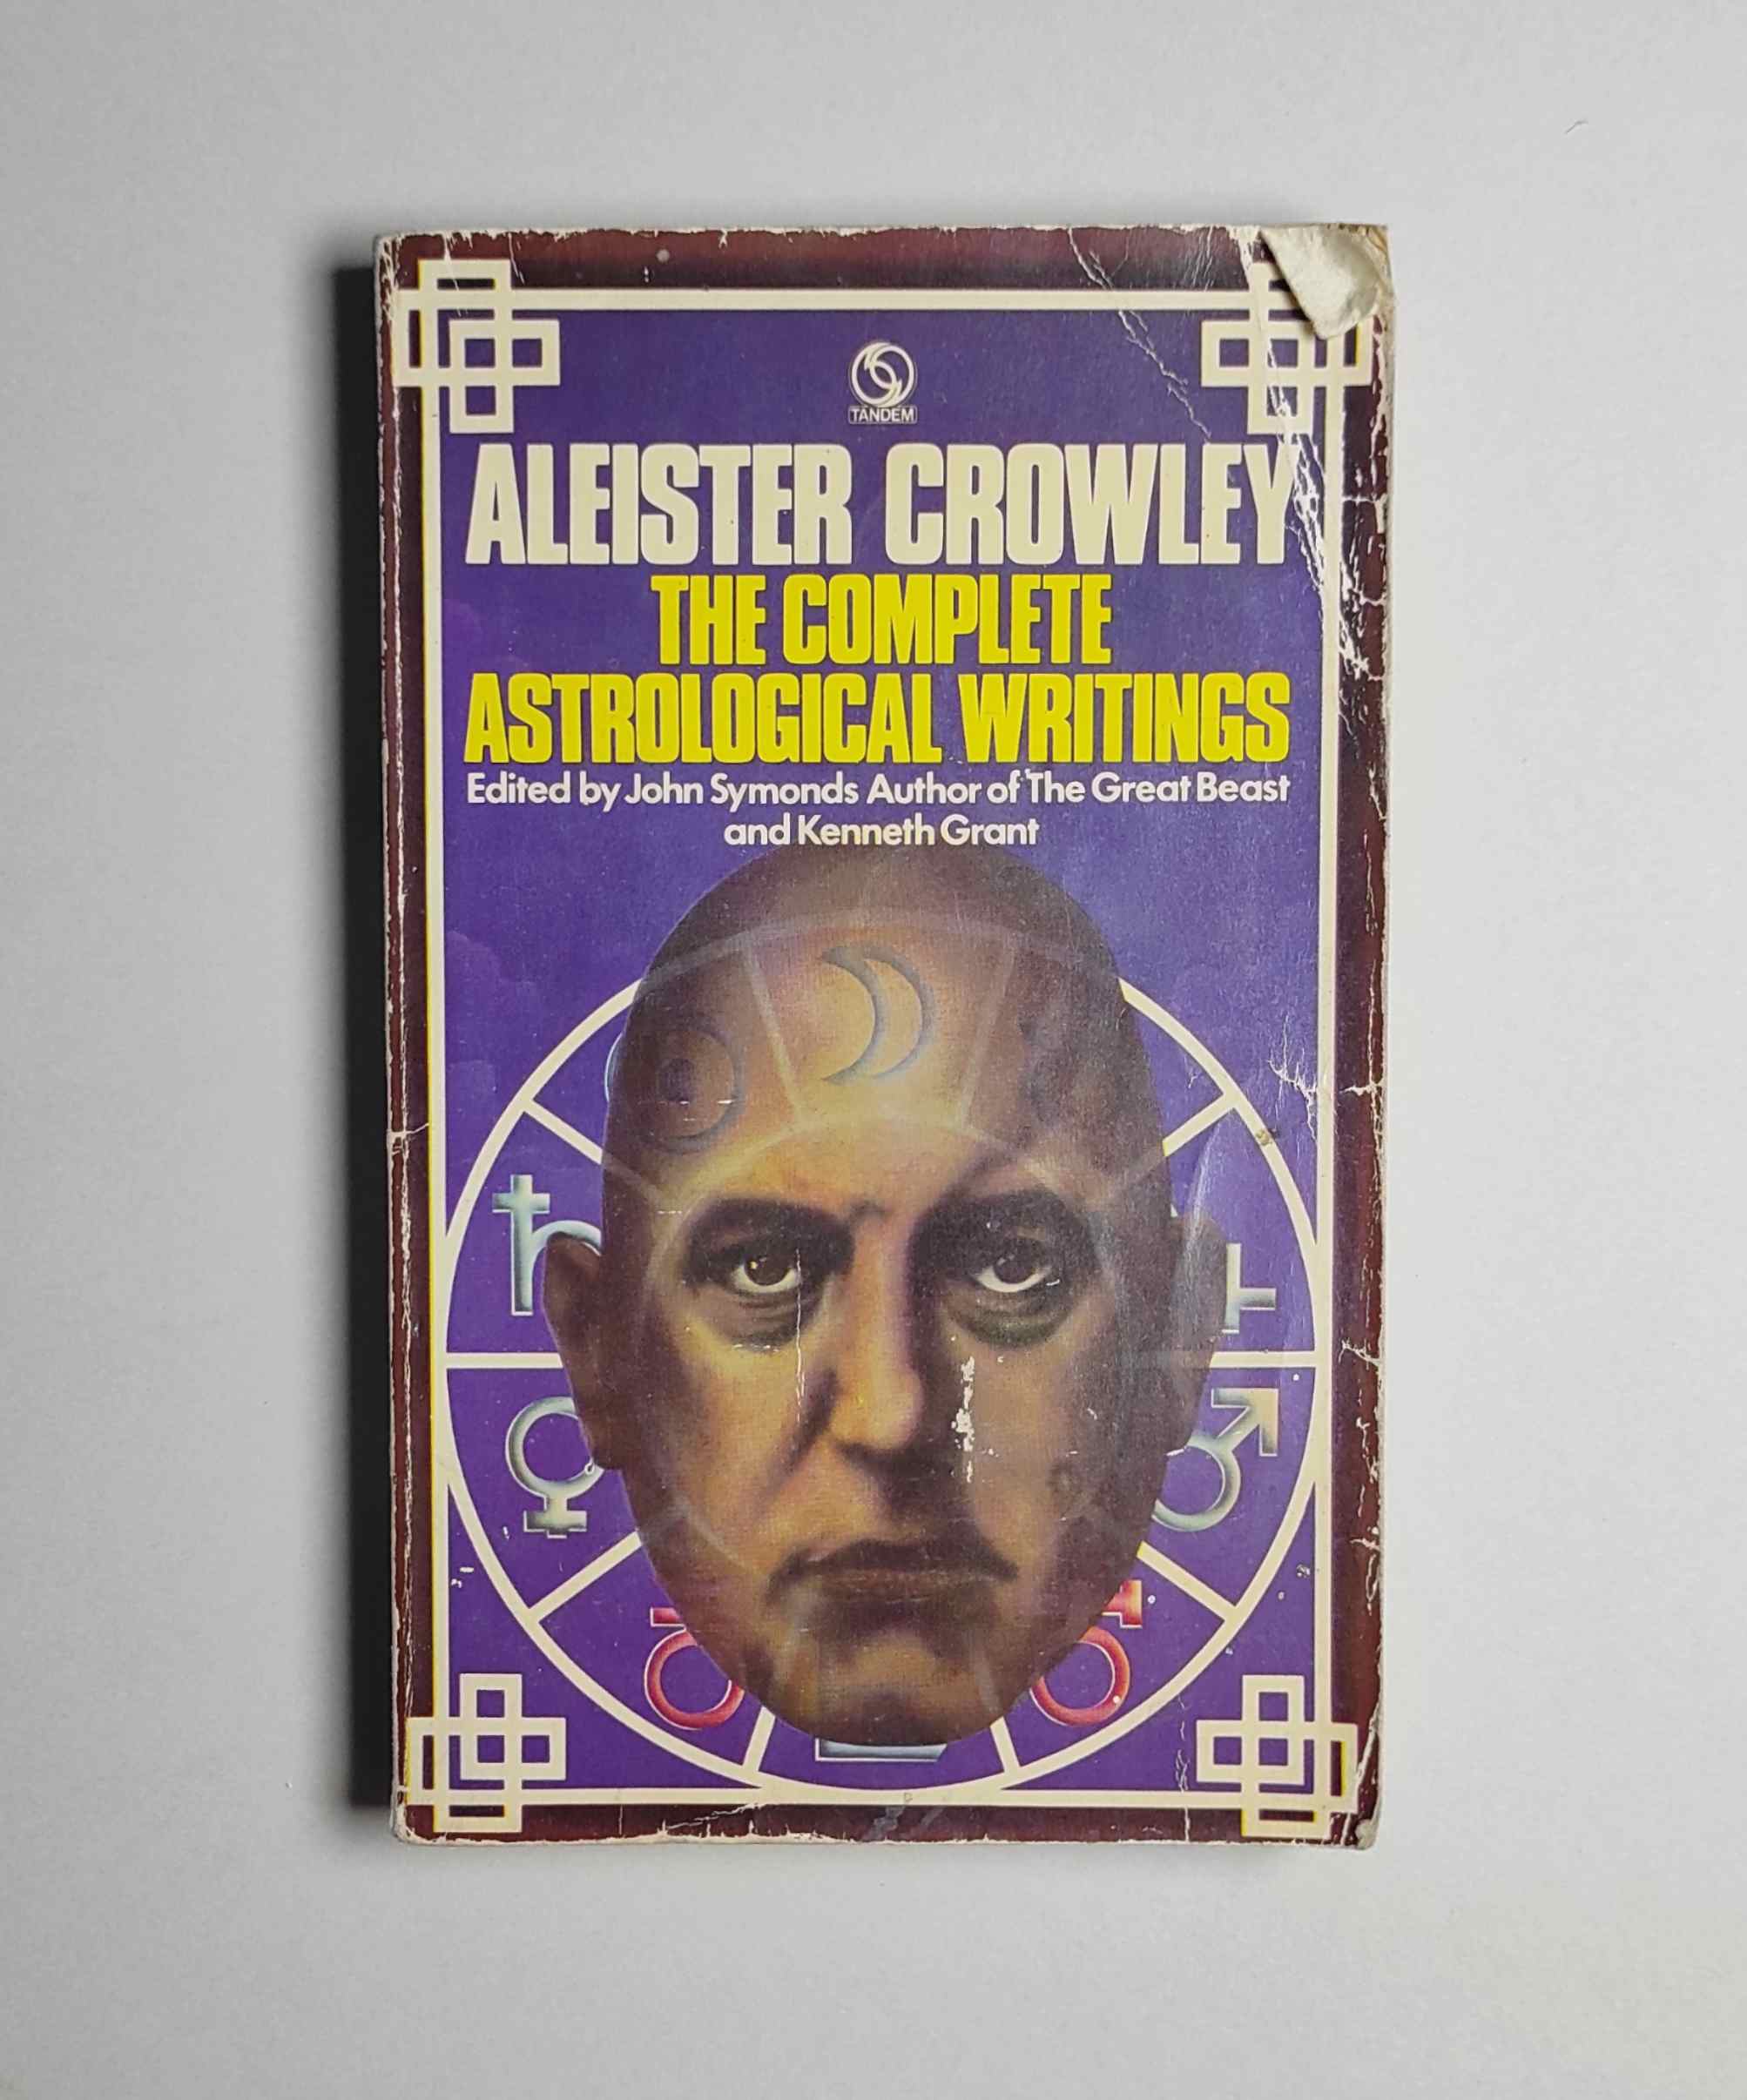 TANDEM
ALEISTER CROWLEY
THE COMPLETE
ASTROLOGICAL WRITINGS
Edited by John Symonds Author of The Great Beast
and Kenneth Grant